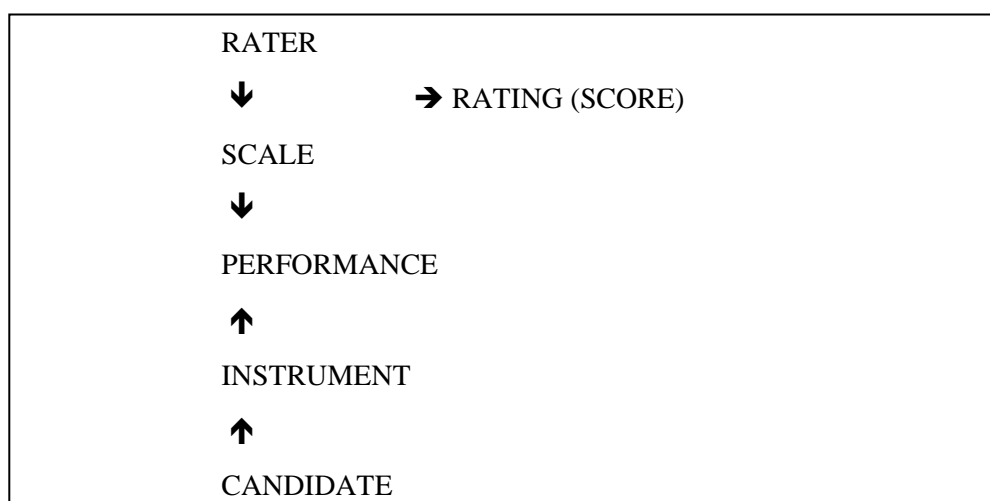 RATER
🡻 🡺 RATING (SCORE)
SCALE
🡻
PERFORMANCE
🡹
INSTRUMENT
🡹
CANDIDATE